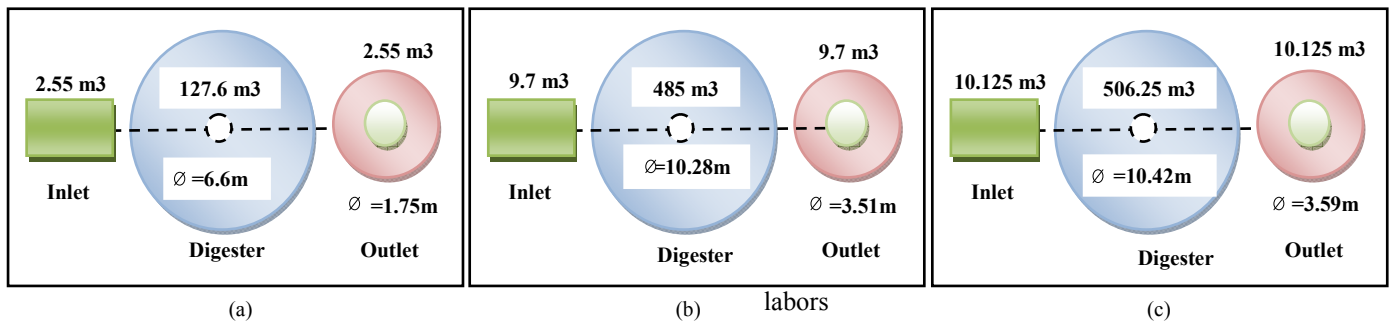 2.55 m3
2.55 m3
127.6 m3
∅ =6.6m
Inlet
∅ =1.75m
Digester
Outlet
(a)
9.7 m3
9.7 m3
485 m3
∅=10.28m
Inlet
∅ =3.51m
Digester
Outlet
(b)
labors
10.125 m3
10.125 m3
506.25 m3
∅ =10.42m
Inlet
∅ =3.59m
Digester
Outlet
(c)